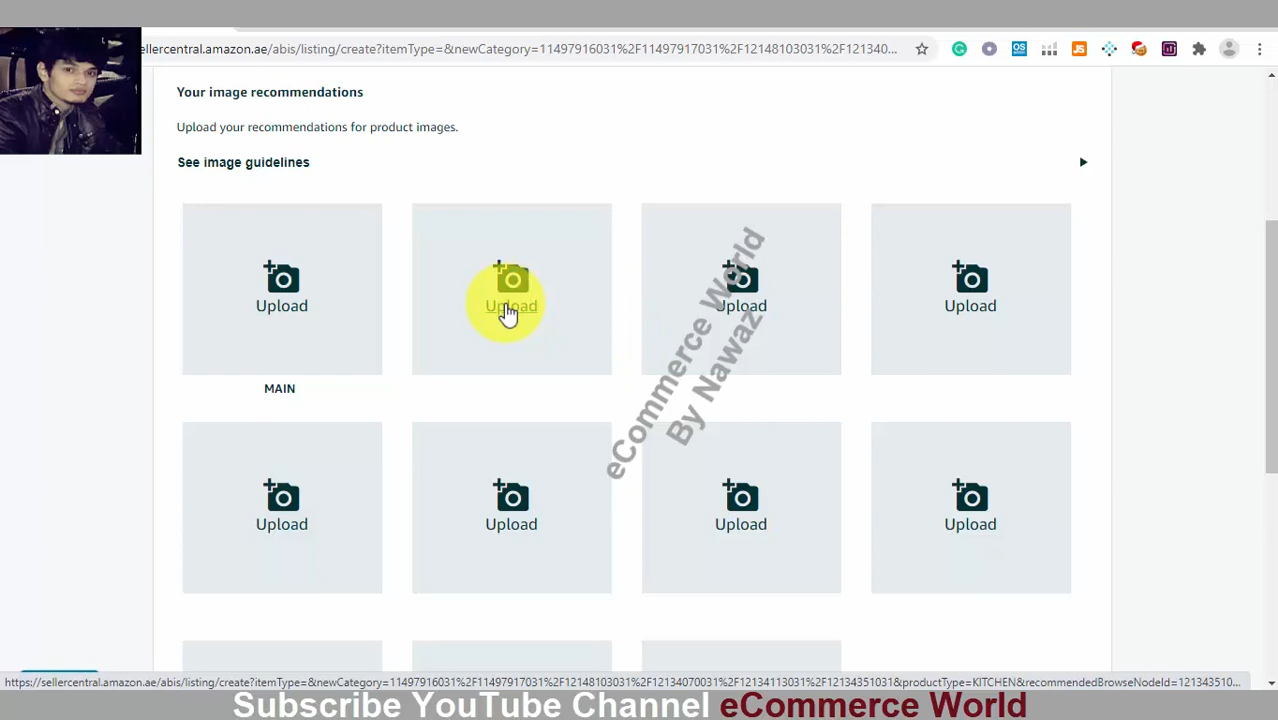 ellercentral.amazon.ae/abis/listing/create?itemType=&newCategory=11497916031%2F11497917031%2F12148103031%2F121340...
Your image recommendations
Upload your recommendations for product images.
See image guidelines
Upload
Upload
Upload
Upload
MAIN
Upload
Upload
Upload
Upload
eCommerce World
By Nawaz
https://sellercentral.amazon.ae/abis/listing/create?itemType=&newCategory=11497916031%2F11497917031%2F12148103031%2F12134070031%2F12134113031%2F12134351031&productType=KITCHEN&recommendedBrowseNodeId=121343510...
Subscribe YouTube Channel eCommerce World